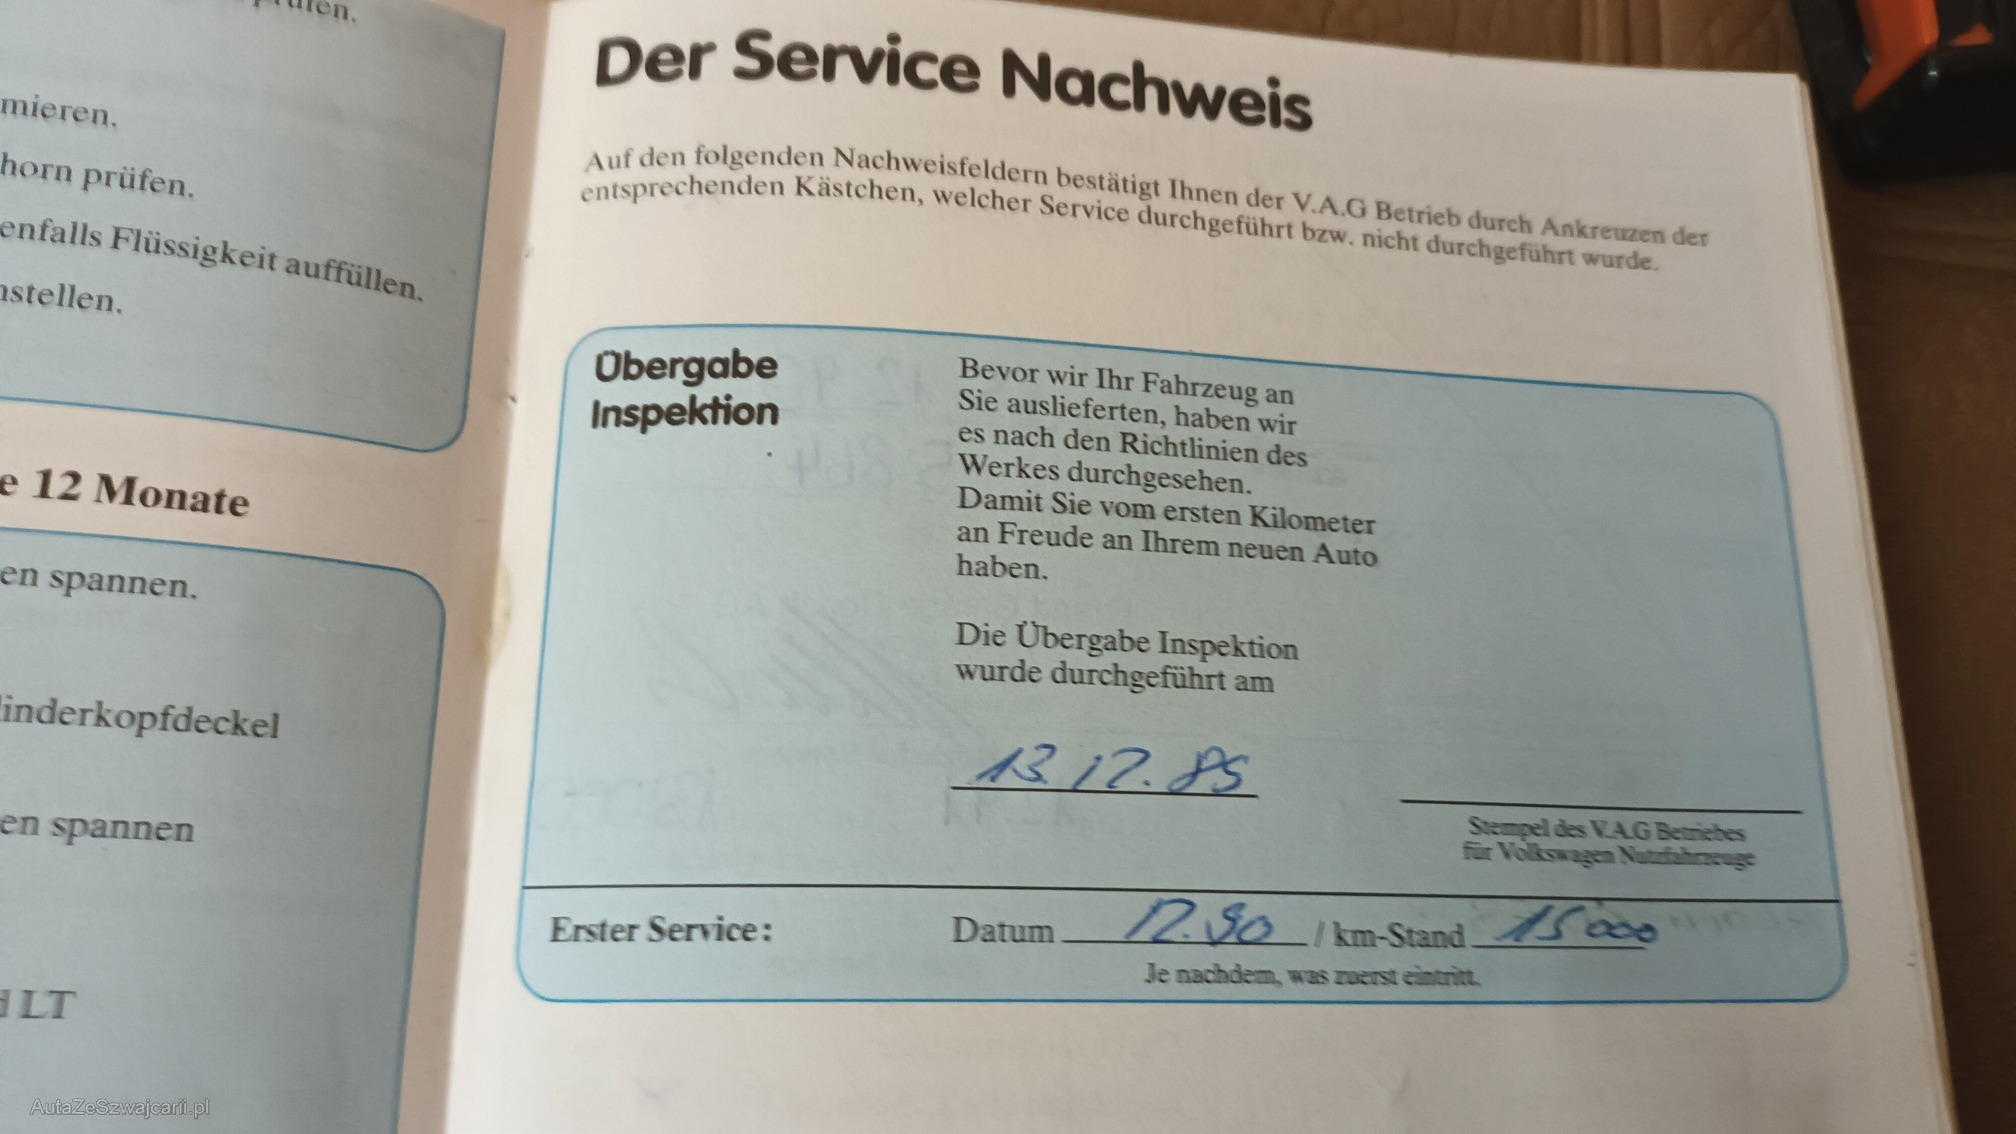 rüfen.
mieren.
horn prüfen.
enfalls Flüssigkeit auffüllen.
nstellen.
e 12 Monate
en spannen.
linderkopfdeckel
en spannen
d LT
Der Service Nachweis
Auf den folgenden Nachweisfeldern bestätigt Ihnen der V.A.G Betrieb durch Ankreuzen der
entsprechenden Kästchen, welcher Service durchgeführt bzw. nicht durchgeführt wurde.
Übergabe
Inspektion
Bevor wir Ihr Fahrzeug an
Sie auslieferten, haben wir
es nach den Richtlinien des
Werkes durchgesehen.
Damit Sie vom ersten Kilometer
an Freude an Ihrem neuen Auto
haben.
Die Übergabe Inspektion
wurde durchgeführt am
13. 12. 85
Stempel des V.A.G Betriebes
für Volkswagen Nutzfahrzeuge
Erster Service: Datum 12. 90 / km-Stand 15 000
Je nachdem, was zuerst eintritt.
AutaZeSzwajcarii.pl